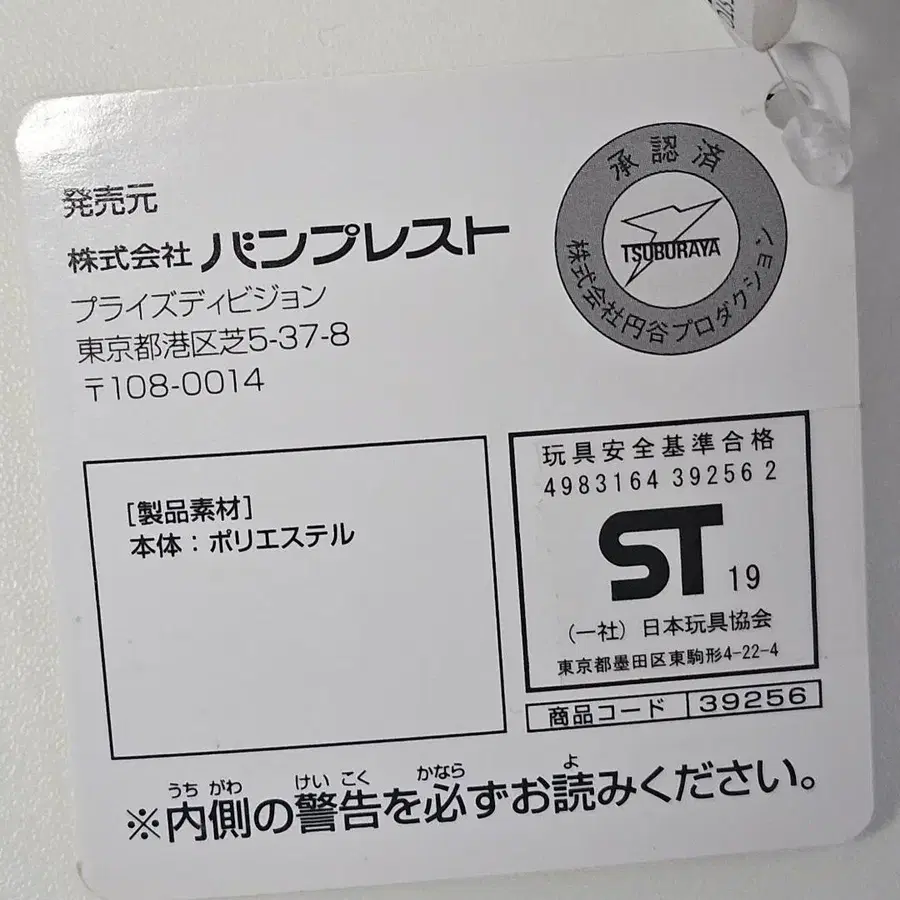 発売元
株式会社 バンプレスト
プライズディビジョン
東京都港区芝5-37-8
〒108-0014
承認済
TSUBURAYA
株式会社円谷プロダクション
[製品素材]
本体：ポリエステル
玩具安全基準合格
4983164 39256 2
ST 19
(一社) 日本玩具協会
東京都墨田区東駒形4-22-4
商品コード 39256
うち がわ けい こく かなら よ
※内側の警告を必ずお読みください。